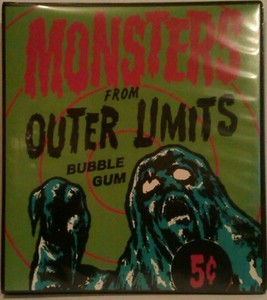 MONSTERS
FROM
OUTER LIMITS
BUBBLE
GUM
5¢